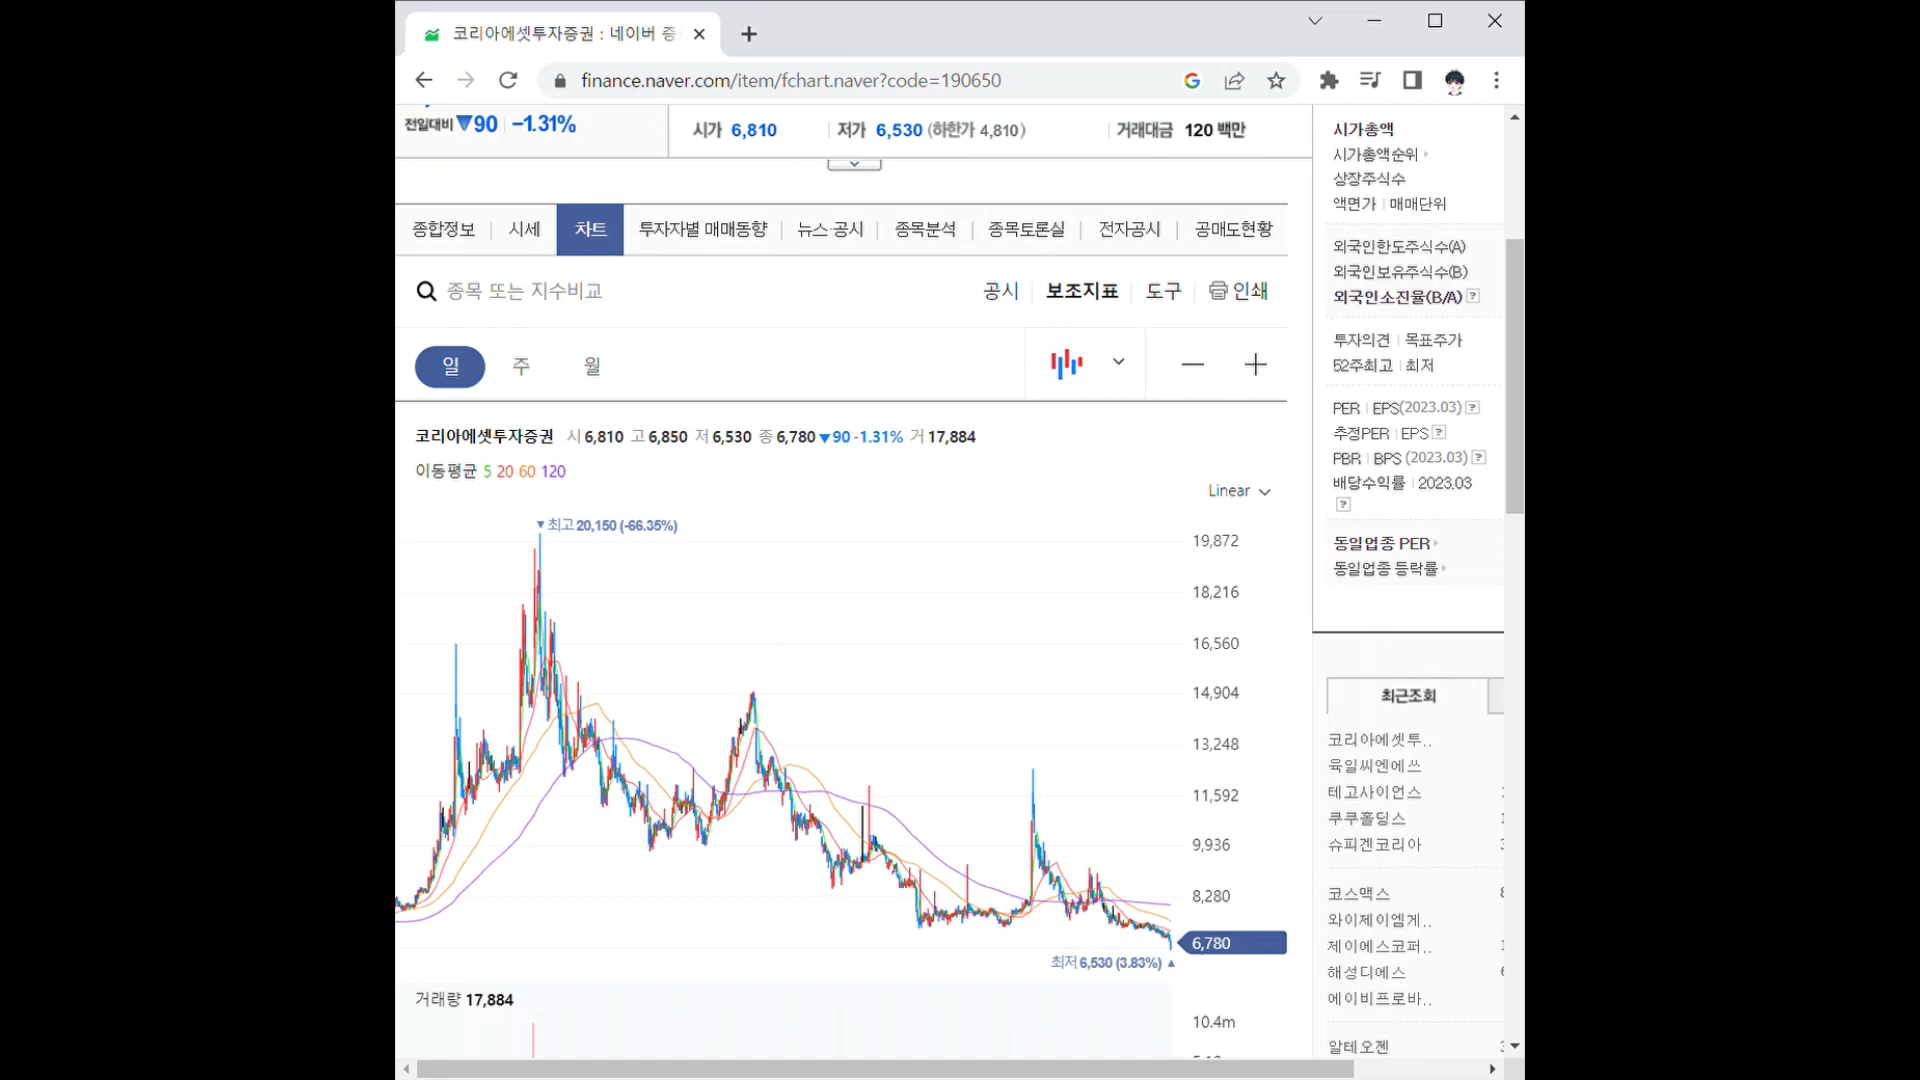 코리아에셋투자증권 : 네이버 증
finance.naver.com/item/fchart.naver?code=190650
전일대비 ▼90 -1.31%
시가 6,810 저가 6,530 (하한가 4,810) 거래대금 120 백만
종합정보 시세 차트 투자자별 매매동향 뉴스·공시 종목분석 종목토론실 전자공시 공매도현황
종목 또는 지수비교 공시 보조지표 도구 인쇄
일 주 월
코리아에셋투자증권 시 6,810 고 6,850 저 6,530 종 6,780 ▼90 -1.31% 거 17,884
이동평균 5 20 60 120
Linear
▼최고 20,150 (-66.35%)
19,872
18,216
16,560
14,904
13,248
11,592
9,936
8,280
6,780
최저 6,530 (3.83%) ▲
거래량 17,884
10.4m
시가총액
시가총액순위
상장주식수
액면가 | 매매단위
외국인한도주식수(A)
외국인보유주식수(B)
외국인소진율(B/A) ?
투자의견 | 목표주가
52주최고 | 최저
PER | EPS(2023.03) ?
추정PER | EPS ?
PBR | BPS (2023.03) ?
배당수익률 | 2023.03
?
동일업종 PER
동일업종 등락률
최근조회
코리아에셋투..
육일씨엔에쓰
테고사이언스
쿠쿠홀딩스
슈피겐코리아
코스맥스
와이제이엠게..
제이에스코퍼..
해성디에스
에이비프로바..
알테오젠